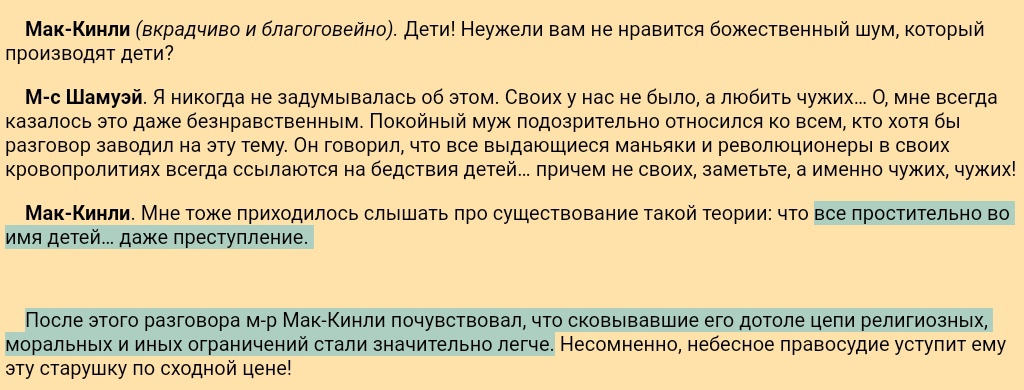 Мак-Кинли (вкрадчиво и благоговейно). Дети! Неужели вам не нравится божественный шум, который
производят дети?
М-с Шамуэй. Я никогда не задумывалась об этом. Своих у нас не было, а любить чужих… О, мне всегда
казалось это даже безнравственным. Покойный муж подозрительно относился ко всем, кто хотя бы
разговор заводил на эту тему. Он говорил, что все выдающиеся маньяки и революционеры в своих
кровопролитиях всегда ссылаются на бедствия детей… причем не своих, заметьте, а именно чужих, чужих!
Мак-Кинли. Мне тоже приходилось слышать про существование такой теории: что все простительно во
имя детей… даже преступление.
После этого разговора м-р Мак-Кинли почувствовал, что сковывавшие его дотоле цепи религиозных,
моральных и иных ограничений стали значительно легче. Несомненно, небесное правосудие уступит ему
эту старушку по сходной цене!